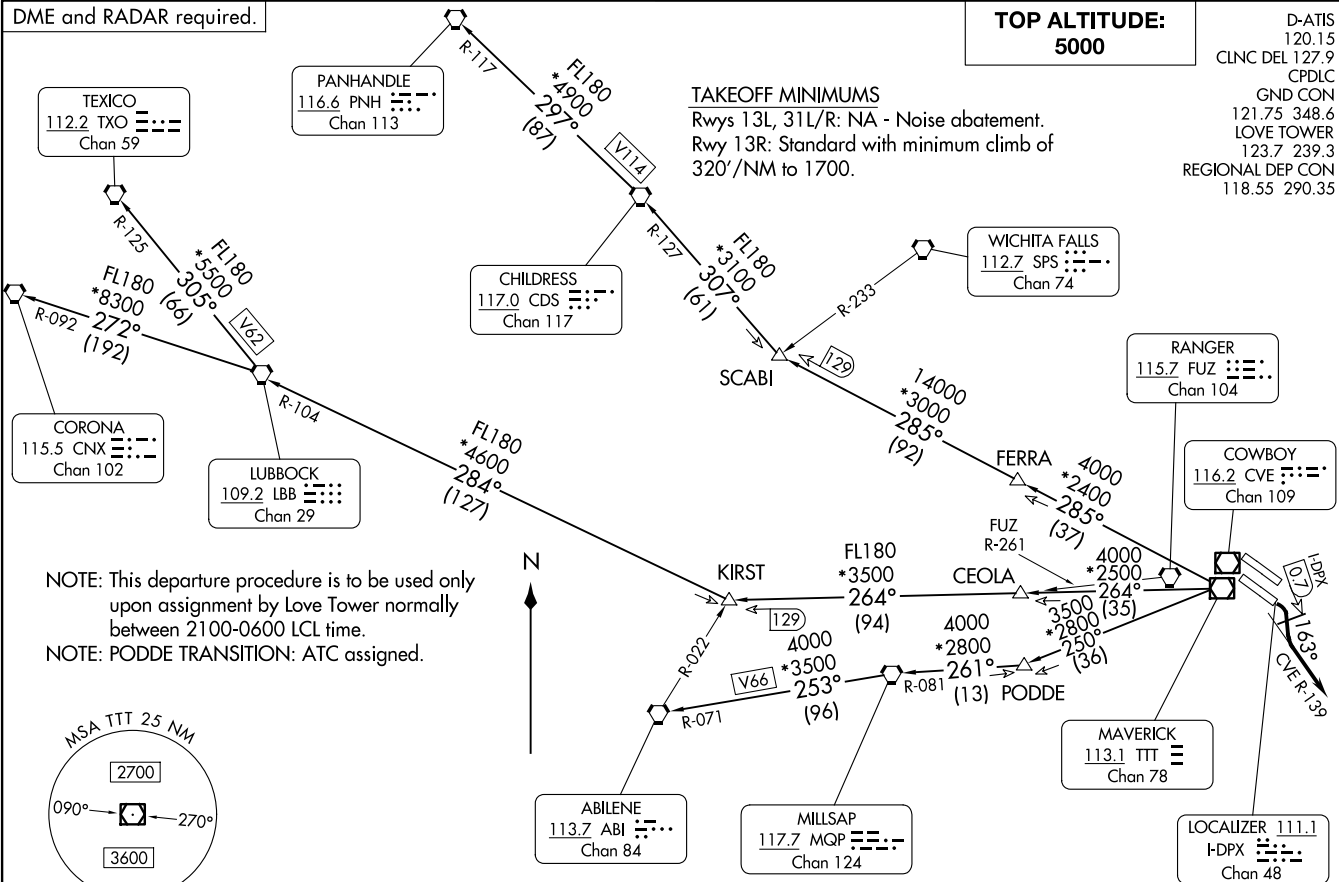 DME and RADAR required.
TOP ALTITUDE:
5000
D-ATIS
120.15
CLNC DEL 127.9
CPDLC
GND CON
121.75 348.6
LOVE TOWER
123.7 239.3
REGIONAL DEP CON
118.55 290.35
TAKEOFF MINIMUMS
Rwys 13L, 31L/R: NA - Noise abatement.
Rwy 13R: Standard with minimum climb of
320'/NM to 1700.
PANHANDLE
116.6 PNH
Chan 113
R-117
FL180
*4900
297°
(87)
V114
TEXICO
112.2 TXO
Chan 59
R-125
FL180
*5500
305°
(66)
V62
FL180
*8300
272°
(192)
R-092
CORONA
115.5 CNX
Chan 102
LUBBOCK
109.2 LBB
Chan 29
R-104
FL180
*4600
284°
(127)
CHILDRESS
117.0 CDS
Chan 117
R-127
FL180
*3100
307°
(61)
WICHITA FALLS
112.7 SPS
Chan 74
R-233
SCABI
129
14000
*3000
285°
(92)
FERRA
4000
*2400
285°
(37)
RANGER
115.7 FUZ
Chan 104
COWBOY
116.2 CVE
Chan 109
FUZ
R-261
KIRST
129
FL180
*3500
264°
(94)
CEOLA
4000
*2500
264°
(35)
3500
*2800
250°
(36)
PODDE
4000
*2800
261°
(13)
R-081
4000
*3500
253°
(96)
V66
R-071
R-022
I-DPX
0.7
163°
CVE R-139
N
NOTE: This departure procedure is to be used only
upon assignment by Love Tower normally
between 2100-0600 LCL time.
NOTE: PODDE TRANSITION: ATC assigned.
MSA TTT 25 NM
2700
090°
270°
3600
ABILENE
113.7 ABI
Chan 84
MILLSAP
117.7 MQP
Chan 124
MAVERICK
113.1 TTT
Chan 78
LOCALIZER 111.1
I-DPX
Chan 48